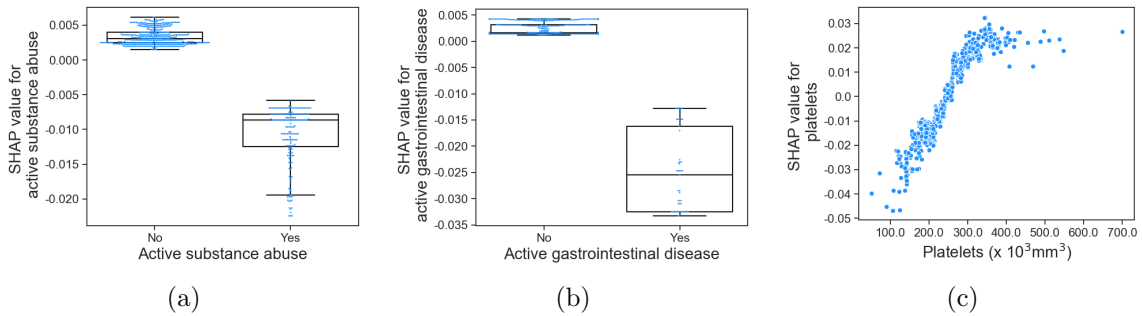 SHAP value for
active substance abuse
0.005
0.000
-0.005
-0.010
-0.015
-0.020
No
Yes
Active substance abuse
(a)
SHAP value for
active gastrointestinal disease
0.005
0.000
-0.005
-0.010
-0.015
-0.020
-0.025
-0.030
-0.035
No
Yes
Active gastrointestinal disease
(b)
SHAP value for
platelets
0.03
0.02
0.01
0.0
-0.01
-0.02
-0.03
-0.04
-0.05
100.0 200.0 300.0 400.0 500.0 600.0 700.0
Platelets (x 10³mm³)
(c)